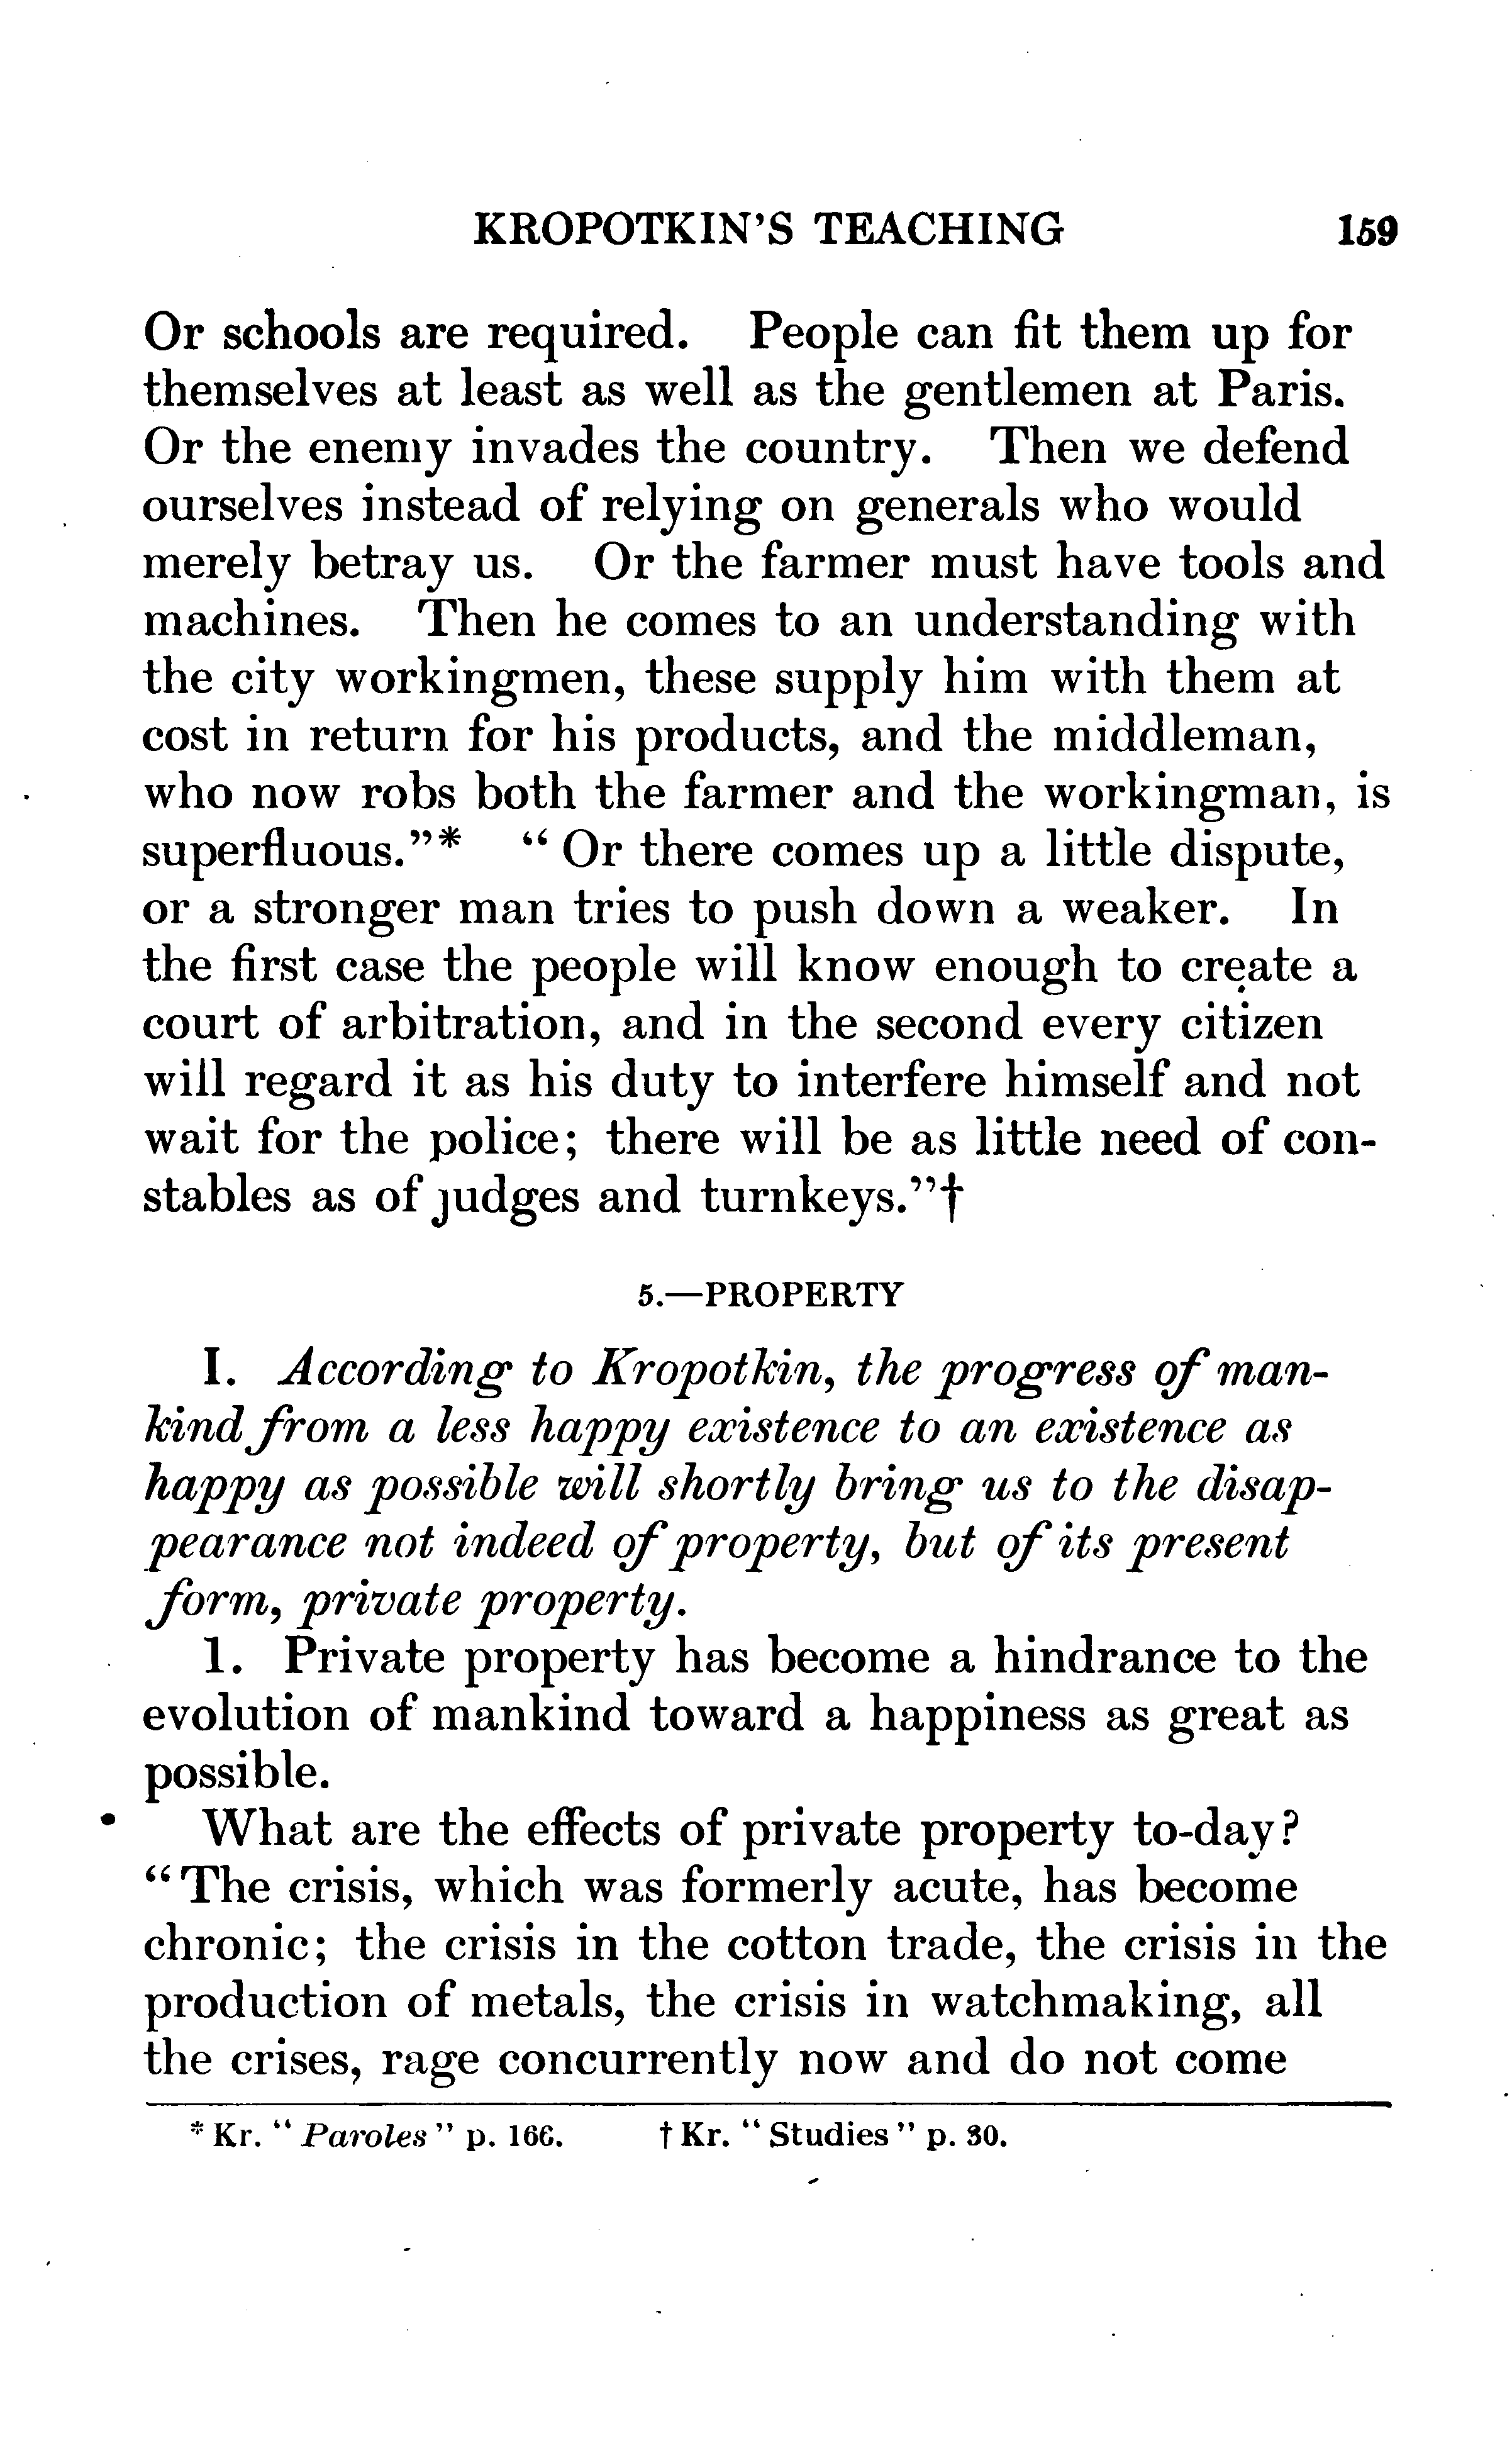 KROPOTKIN'S TEACHING 159
Or schools are required. People can fit them up for
themselves at least as well as the gentlemen at Paris.
Or the enemy invades the country. Then we defend
ourselves instead of relying on generals who would
merely betray us. Or the farmer must have tools and
machines. Then he comes to an understanding with
the city workingmen, these supply him with them at
cost in return for his products, and the middleman,
who now robs both the farmer and the workingman, is
superfluous."* "Or there comes up a little dispute,
or a stronger man tries to push down a weaker. In
the first case the people will know enough to create a
court of arbitration, and in the second every citizen
will regard it as his duty to interfere himself and not
wait for the police; there will be as little need of con-
stables as of judges and turnkeys."†
5.—PROPERTY
I. According to Kropotkin, the progress of man-
kind from a less happy existence to an existence as
happy as possible will shortly bring us to the disap-
pearance not indeed of property, but of its present
form, private property.
1. Private property has become a hindrance to the
evolution of mankind toward a happiness as great as
possible.
What are the effects of private property to-day?
"The crisis, which was formerly acute, has become
chronic; the crisis in the cotton trade, the crisis in the
production of metals, the crisis in watchmaking, all
the crises, rage concurrently now and do not come
* Kr. "Paroles" p. 166. † Kr. "Studies" p. 30.